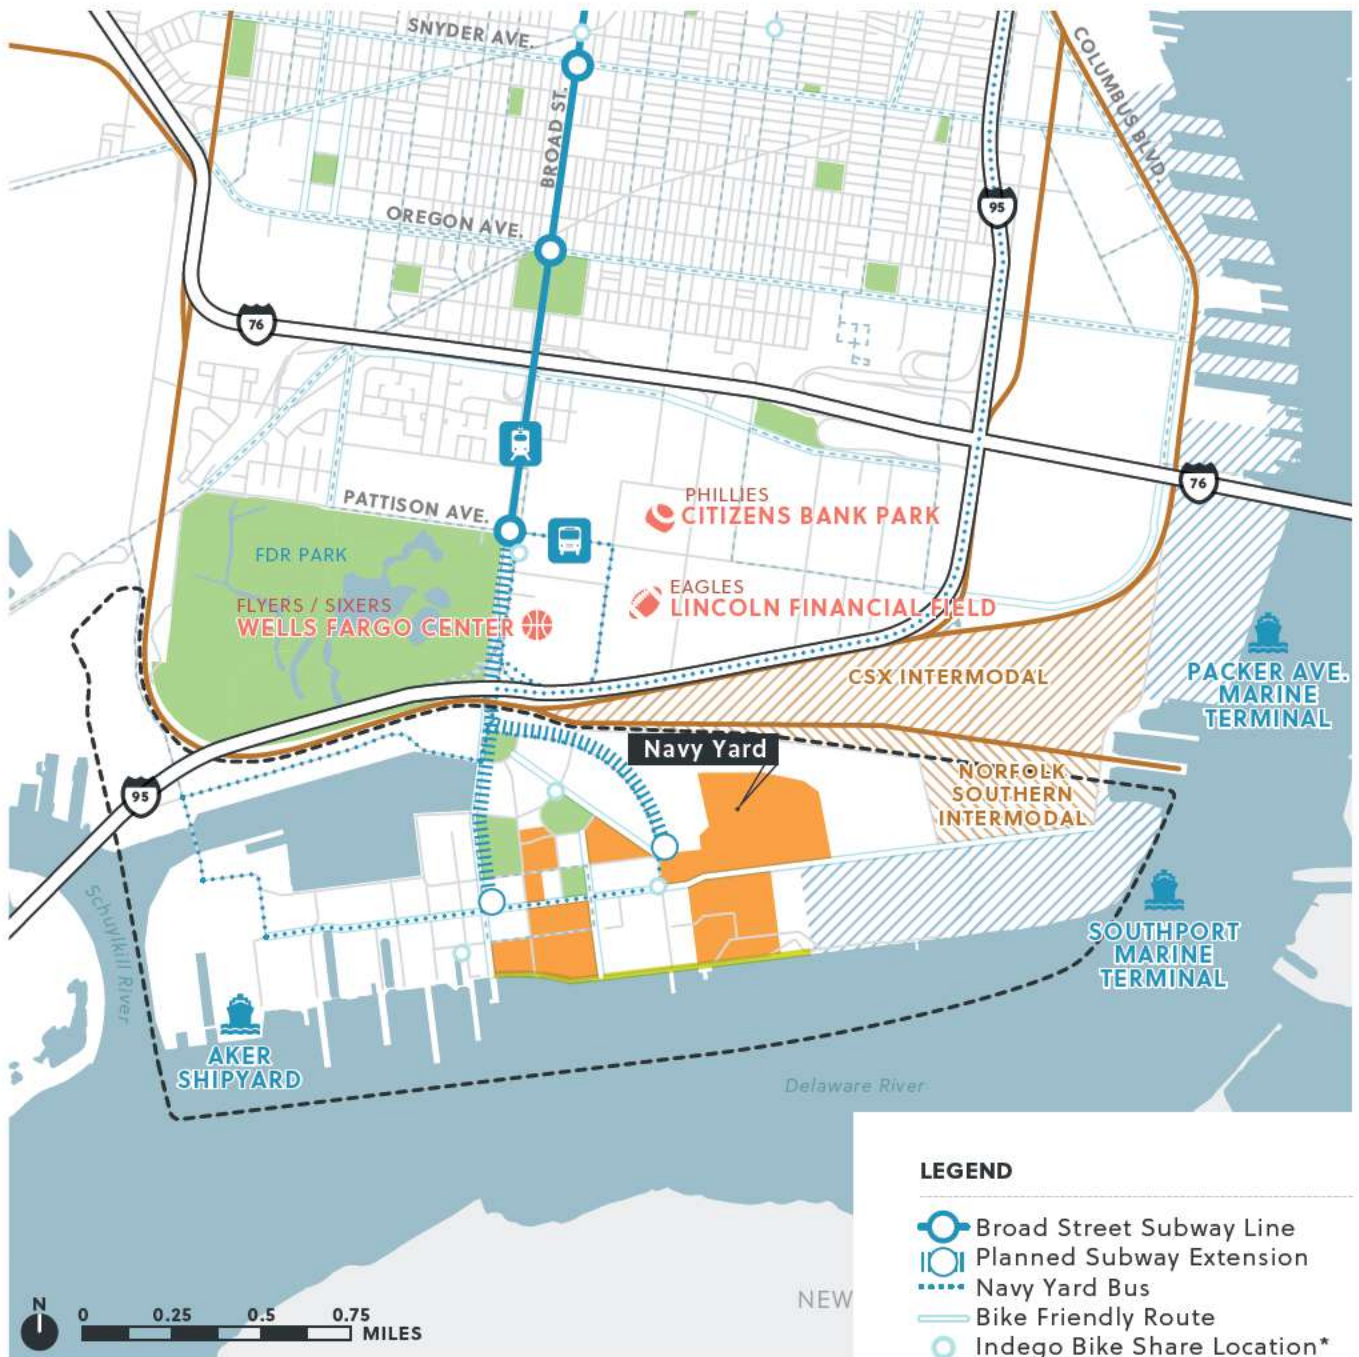 SNYDER AVE.
COLUMBUS BLVD.
BROAD ST.
95
OREGON AVE.
76
76
PATTISON AVE.
PHILLIES
CITIZENS BANK PARK
FDR PARK
EAGLES
LINCOLN FINANCIAL FIELD
FLYERS / SIXERS
WELLS FARGO CENTER
CSX INTERMODAL
PACKER AVE.
MARINE
TERMINAL
Navy Yard
NORFOLK
SOUTHERN
INTERMODAL
95
Schuylkill River
SOUTHPORT
MARINE
TERMINAL
AKER
SHIPYARD
Delaware River
LEGEND
Broad Street Subway Line
Planned Subway Extension
Navy Yard Bus
Bike Friendly Route
Indego Bike Share Location*
NEW
N
0 0.25 0.5 0.75
MILES